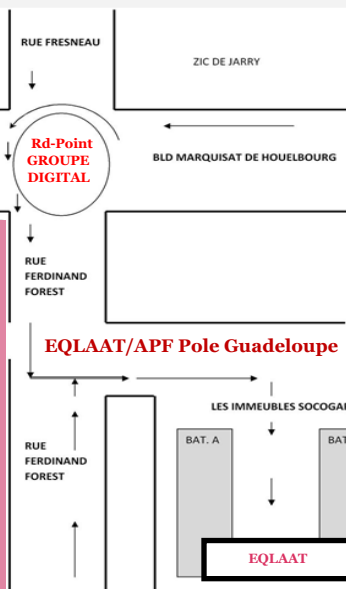 RUE FRESNEAU
ZIC DE JARRY
Rd-Point
GROUPE
DIGITAL
BLD MARQUISAT DE HOUELBOURG
RUE
FERDINAND
FOREST
EQLAAT/APF Pole Guadeloupe
LES IMMEUBLES SOCOGAR
BAT. A
BAT
RUE
FERDINAND
FOREST
EQLAAT